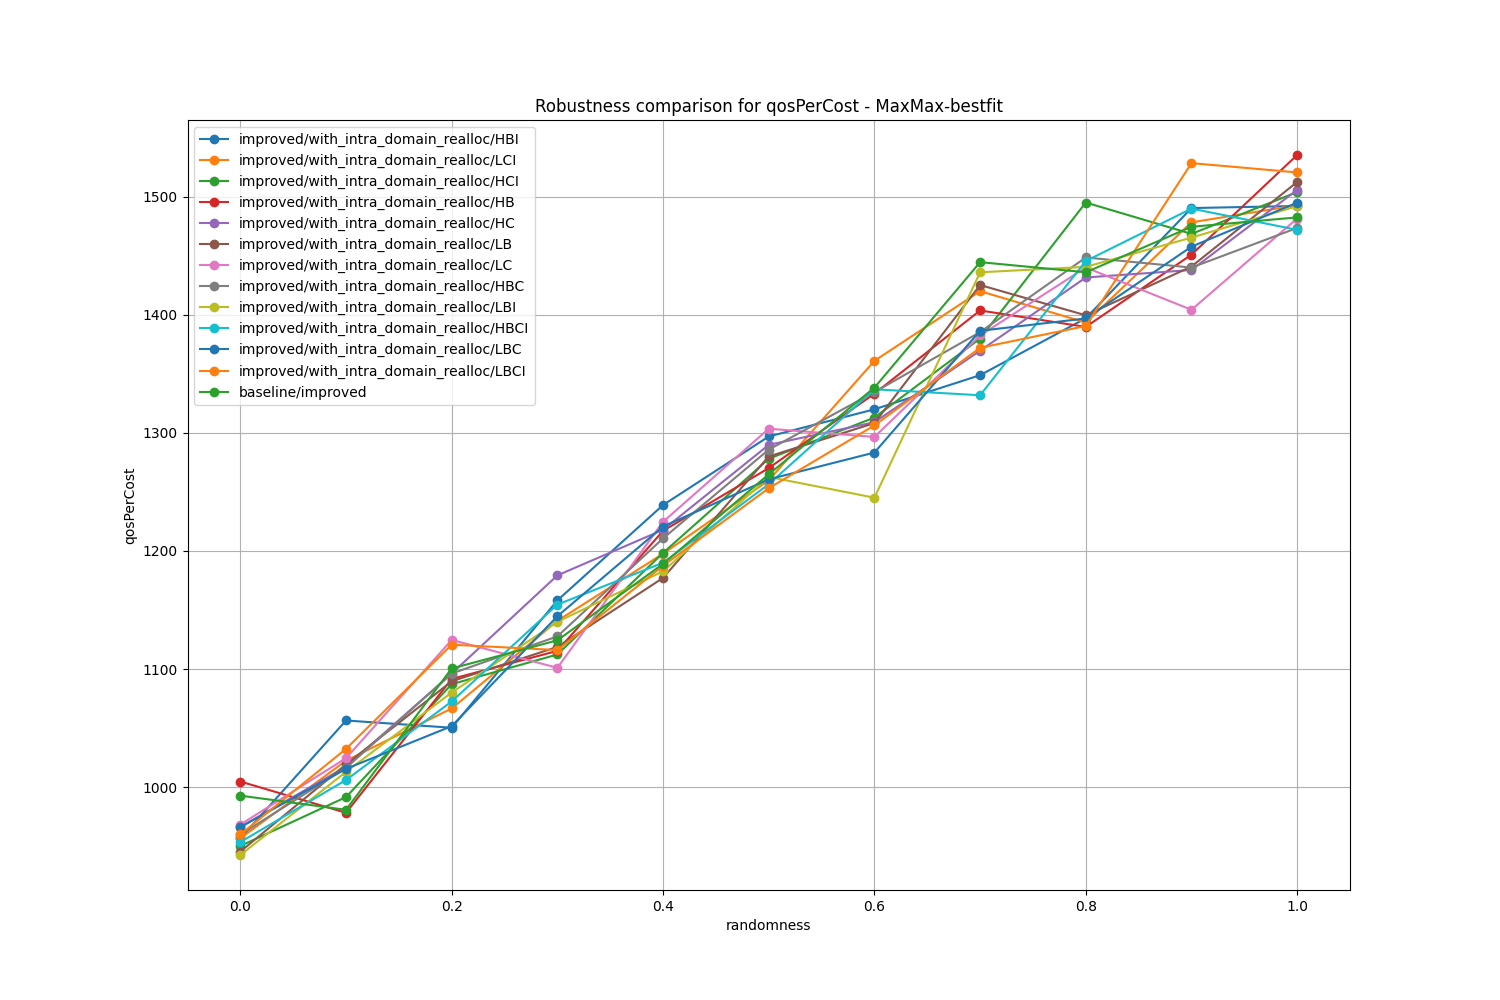 Robustness comparison for qosPerCost - MaxMax-bestfit
improved/with_intra_domain_realloc/HBI
improved/with_intra_domain_realloc/LCI
improved/with_intra_domain_realloc/HCI
improved/with_intra_domain_realloc/HB
improved/with_intra_domain_realloc/HC
improved/with_intra_domain_realloc/LB
improved/with_intra_domain_realloc/LC
improved/with_intra_domain_realloc/HBC
improved/with_intra_domain_realloc/LBI
improved/with_intra_domain_realloc/HBCI
improved/with_intra_domain_realloc/LBC
improved/with_intra_domain_realloc/LBCI
baseline/improved
1500
1400
1300
1200
1100
1000
qosPerCost
0.0 0.2 0.4 0.6 0.8 1.0
randomness